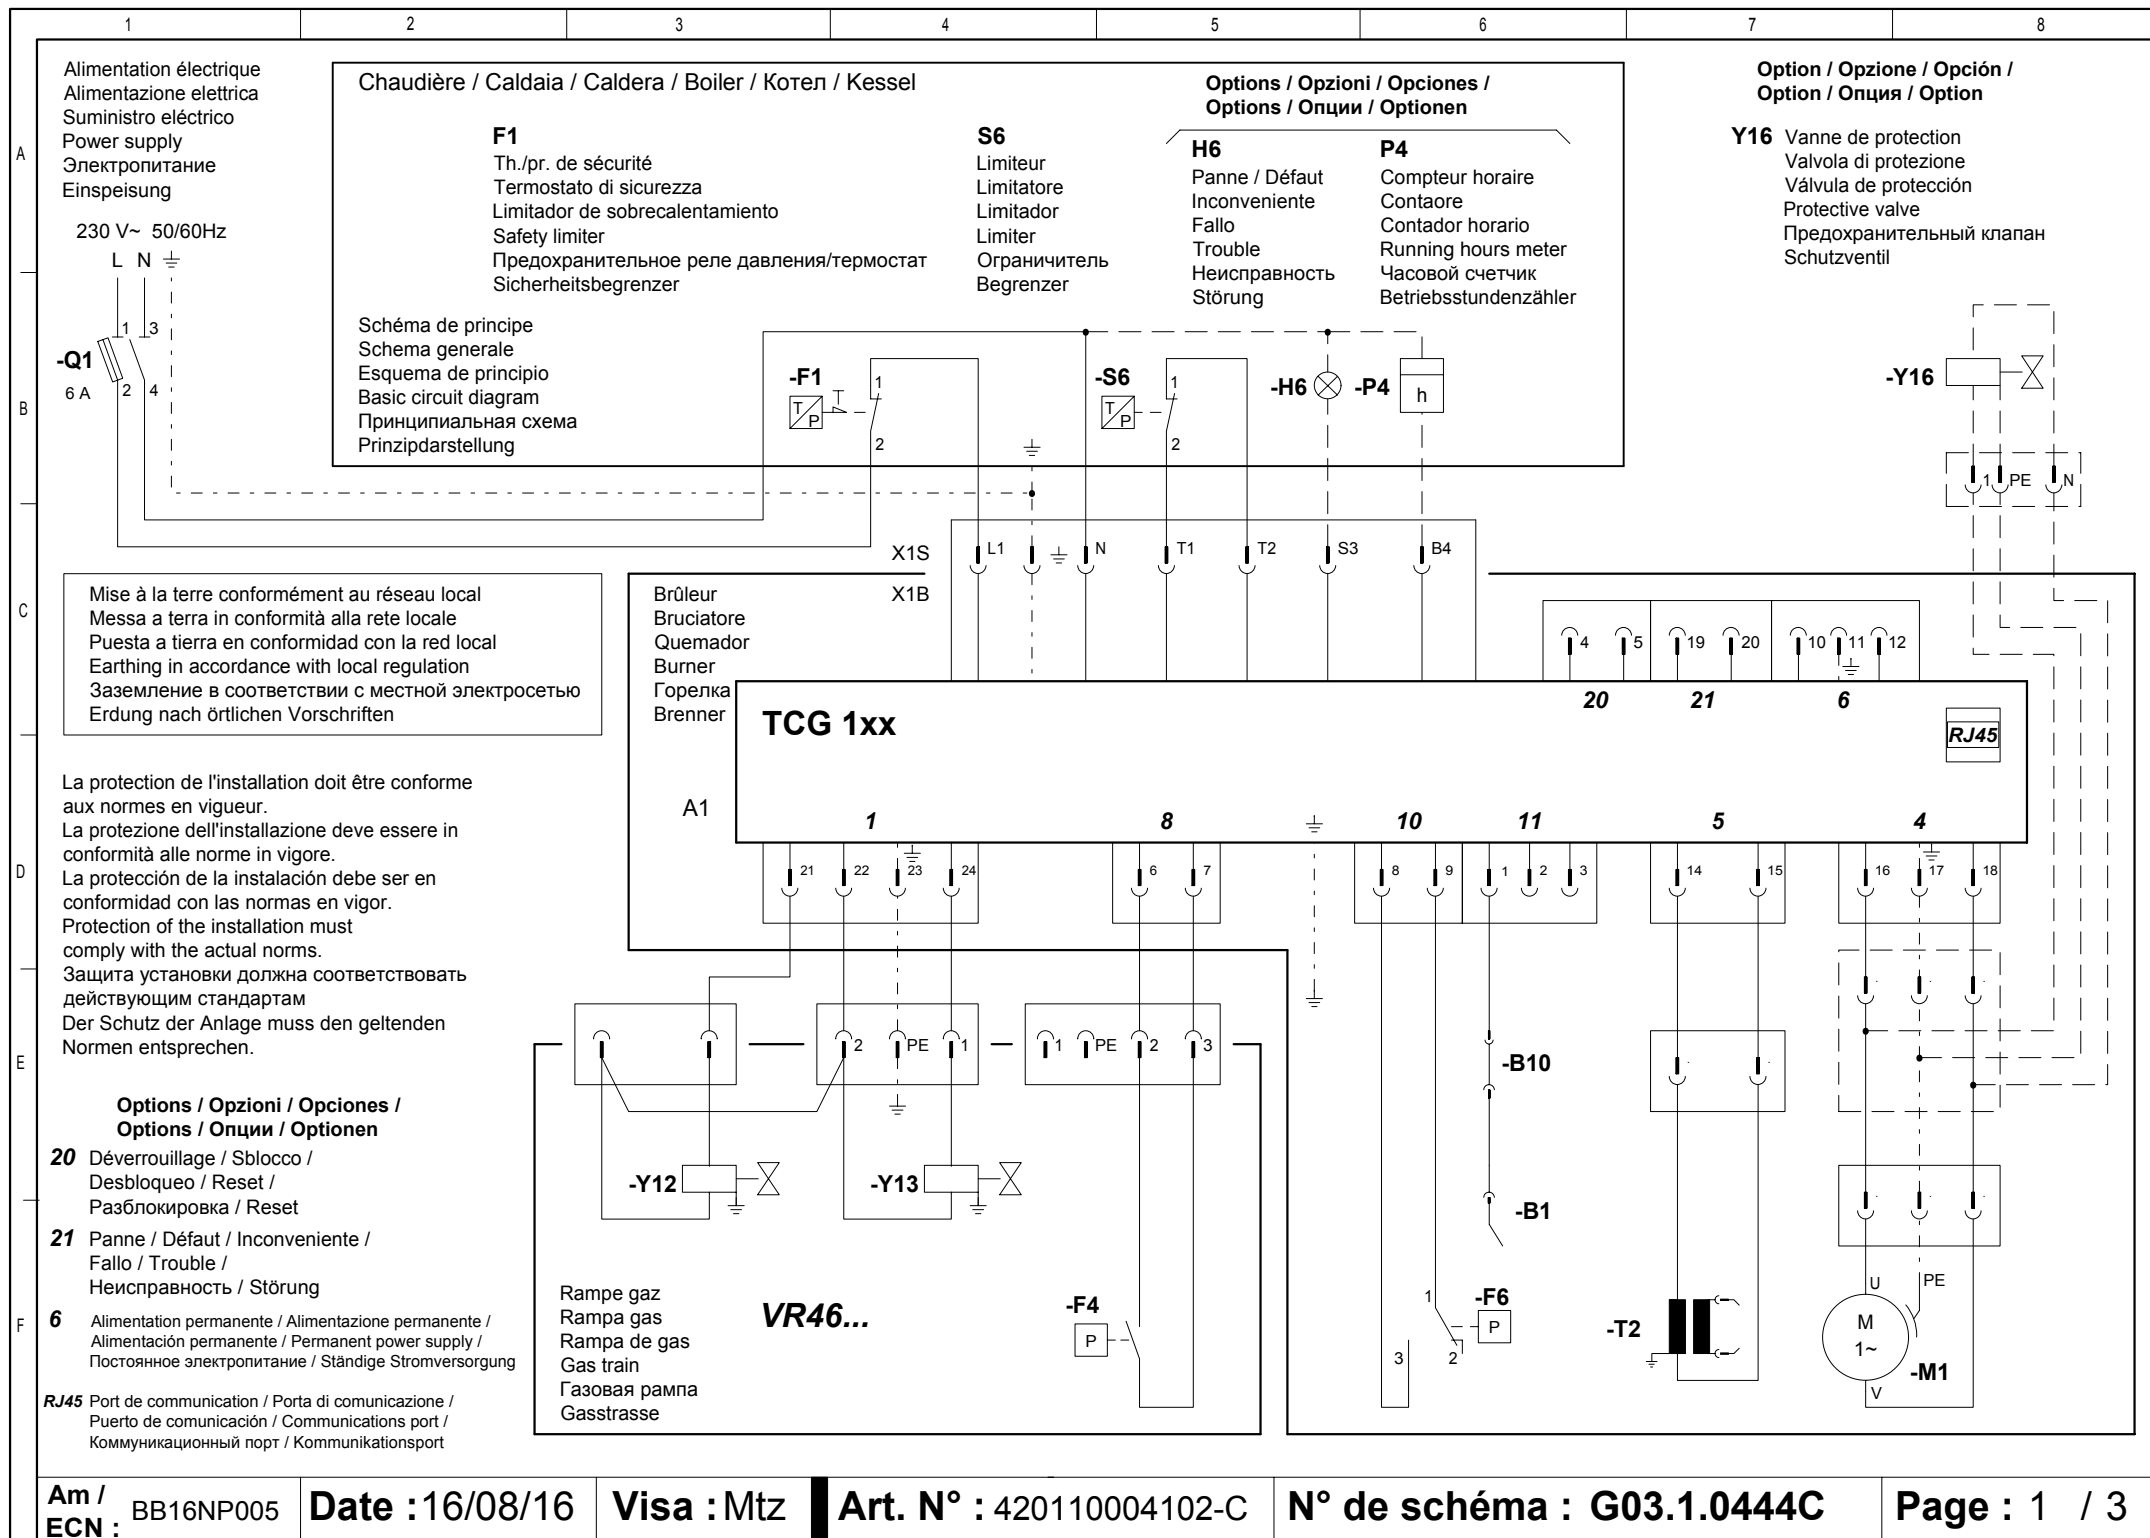 1 2 3 4 5 6 7 8
A
B
C
D
E
F
Alimentation électrique
Alimentazione elettrica
Suministro eléctrico
Power supply
Электропитание
Einspeisung
230 V~ 50/60Hz
L N
1 3
-Q1
6 A
2 4
Chaudière / Caldaia / Caldera / Boiler / Котел / Kessel
F1
Th./pr. de sécurité
Termostato di sicurezza
Limitador de sobrecalentamiento
Safety limiter
Предохранительное реле давления/термостат
Sicherheitsbegrenzer
S6
Limiteur
Limitatore
Limitador
Limiter
Ограничитель
Begrenzer
Options / Opzioni / Opciones /
Options / Опции / Optionen
H6
Panne / Défaut
Inconveniente
Fallo
Trouble
Неисправность
Störung
P4
Compteur horaire
Contaore
Contador horario
Running hours meter
Часовой счетчик
Betriebsstundenzähler
Schéma de principe
Schema generale
Esquema de principio
Basic circuit diagram
Принципиальная схема
Prinzipdarstellung
-F1
T
P
T
1
2
-S6
T
P
1
2
-H6
-P4
h
Option / Opzione / Opción /
Option / Опция / Option
Y16 Vanne de protection
Valvola di protezione
Válvula de protección
Protective valve
Предохранительный клапан
Schutzventil
-Y16
1 PE N
X1S
L1 N T1 T2 S3 B4
X1B
Mise à la terre conformément au réseau local
Messa a terra in conformità alla rete locale
Puesta a tierra en conformidad con la red local
Earthing in accordance with local regulation
Заземление в соответствии с местной электросетью
Erdung nach örtlichen Vorschriften
Brûleur
Bruciatore
Quemador
Burner
Горелка
Brenner
4 5 19 20 10 11 12
20 21 6
TCG 1xx
RJ45
A1
1 8 10 11 5 4
21 22 23 24 6 7 8 9 1 2 3 14 15 16 17 18
La protection de l'installation doit être conforme
aux normes en vigueur.
La protezione dell'installazione deve essere in
conformità alle norme in vigore.
La protección de la instalación debe ser en
conformidad con las normas en vigor.
Protection of the installation must
comply with the actual norms.
Защита установки должна соответствовать
действующим стандартам
Der Schutz der Anlage muss den geltenden
Normen entsprechen.
2 PE 1 1 PE 2 3
-B10
-Y12
-Y13
-B1
Options / Opzioni / Opciones /
Options / Опции / Optionen
20 Déverrouillage / Sblocco /
Desbloqueo / Reset /
Разблокировка / Reset
21 Panne / Défaut / Inconveniente /
Fallo / Trouble /
Неисправность / Störung
6 Alimentation permanente / Alimentazione permanente /
Alimentación permanente / Permanent power supply /
Постоянное электропитание / Ständige Stromversorgung
RJ45 Port de communication / Porta di comunicazione /
Puerto de comunicación / Communications port /
Коммуникационный порт / Kommunikationsport
Rampe gaz
Rampa gas
Rampa de gas
Gas train
Газовая рампа
Gasstrasse
VR46...
-F4
P
1
-F6
P
3 2
-T2
U PE
M
1~
-M1
V
Am /
ECN : BB16NP005
Date : 16/08/16
Visa : Mtz
Art. N° : 420110004102-C
N° de schéma : G03.1.0444C
Page : 1 / 3